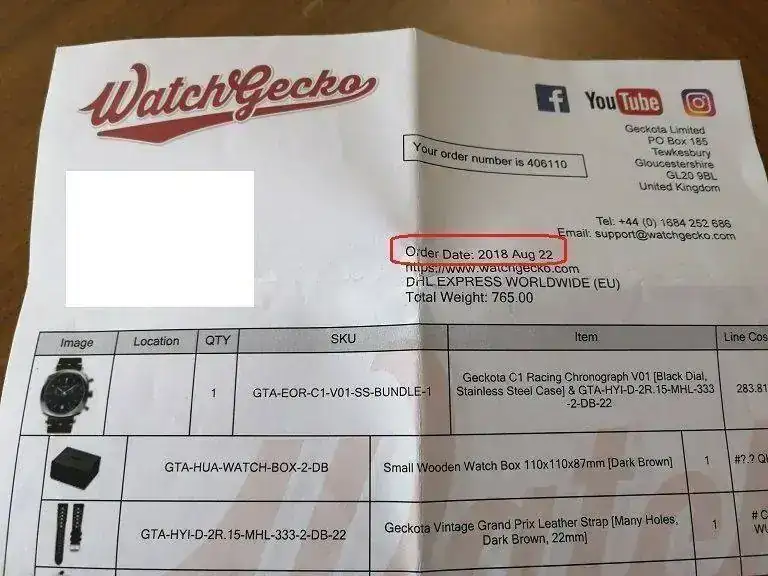 WatchGecko
YouTube
Geckota Limited
PO Box 185
Tewkesbury
Gloucestershire
GL20 9BL
United Kingdom
Your order number is 406110
Tel: +44 (0) 1684 252 686
Email: support@watchgecko.com
Order Date: 2018 Aug 22
https://www.watchgecko.com
DHL EXPRESS WORLDWIDE (EU)
Total Weight: 765.00
Image Location QTY SKU Item Line Cos
1 GTA-EOR-C1-V01-SS-BUNDLE-1 Geckota C1 Racing Chronograph V01 [Black Dial, 283.81
Stainless Steel Case] & GTA-HYI-D-2R.15-MHL-333
-2-DB-22
GTA-HUA-WATCH-BOX-2-DB Small Wooden Watch Box 110x110x87mm [Dark Brown] 1 #?.?
GTA-HYI-D-2R.15-MHL-333-2-DB-22 Geckota Vintage Grand Prix Leather Strap [Many Holes, 1
Dark Brown, 22mm]